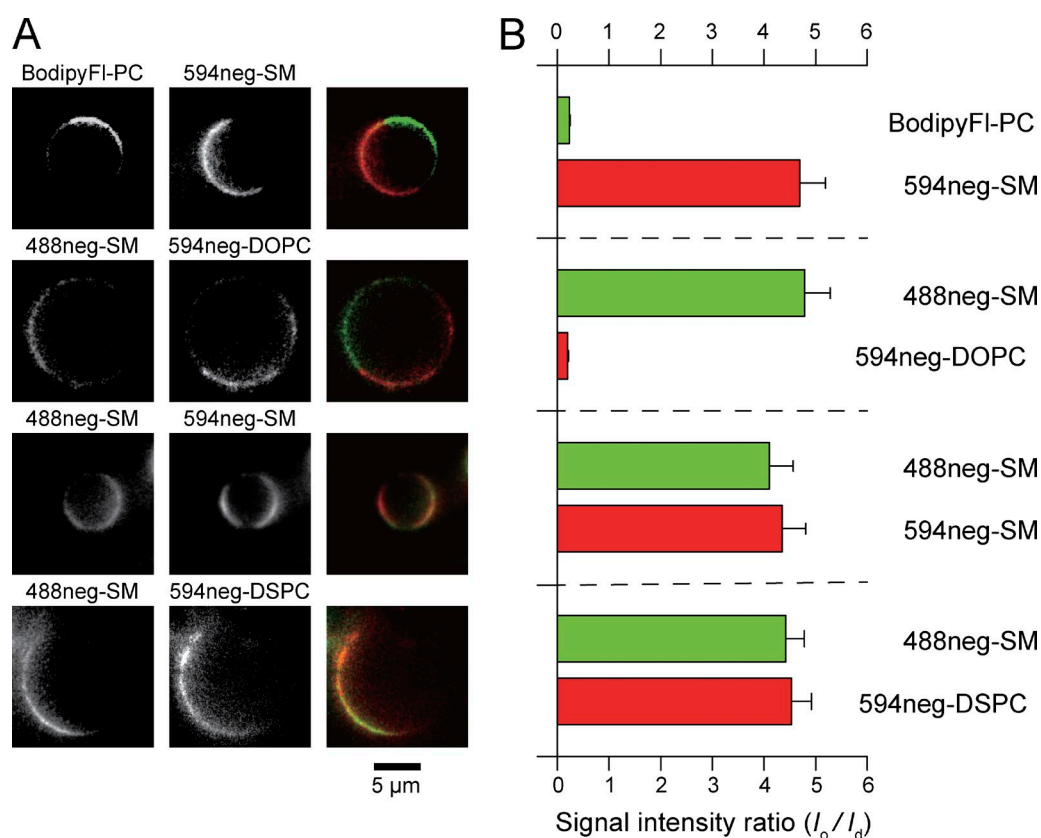 A
BodipyFl-PC 594neg-SM
488neg-SM 594neg-DOPC
488neg-SM 594neg-SM
488neg-SM 594neg-DSPC
5 µm
B
0 1 2 3 4 5 6
BodipyFl-PC
594neg-SM
488neg-SM
594neg-DOPC
488neg-SM
594neg-SM
488neg-SM
594neg-DSPC
0 1 2 3 4 5 6
Signal intensity ratio (Io/Id)